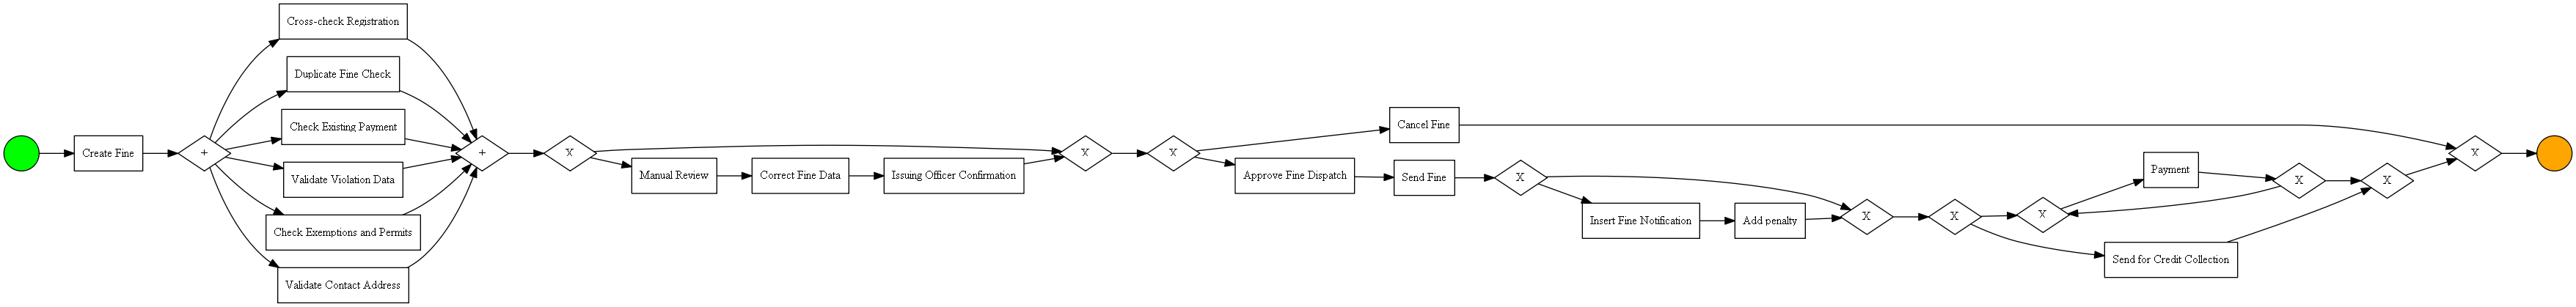 Create Fine
+
Cross-check Registration
Duplicate Fine Check
Check Existing Payment
Validate Violation Data
Check Exemptions and Permits
Validate Contact Address
+
X
Manual Review
Correct Fine Data
Issuing Officer Confirmation
X
X
Cancel Fine
Approve Fine Dispatch
Send Fine
X
Insert Fine Notification
Add penalty
X
X
X
Payment
Send for Credit Collection
X
X
X